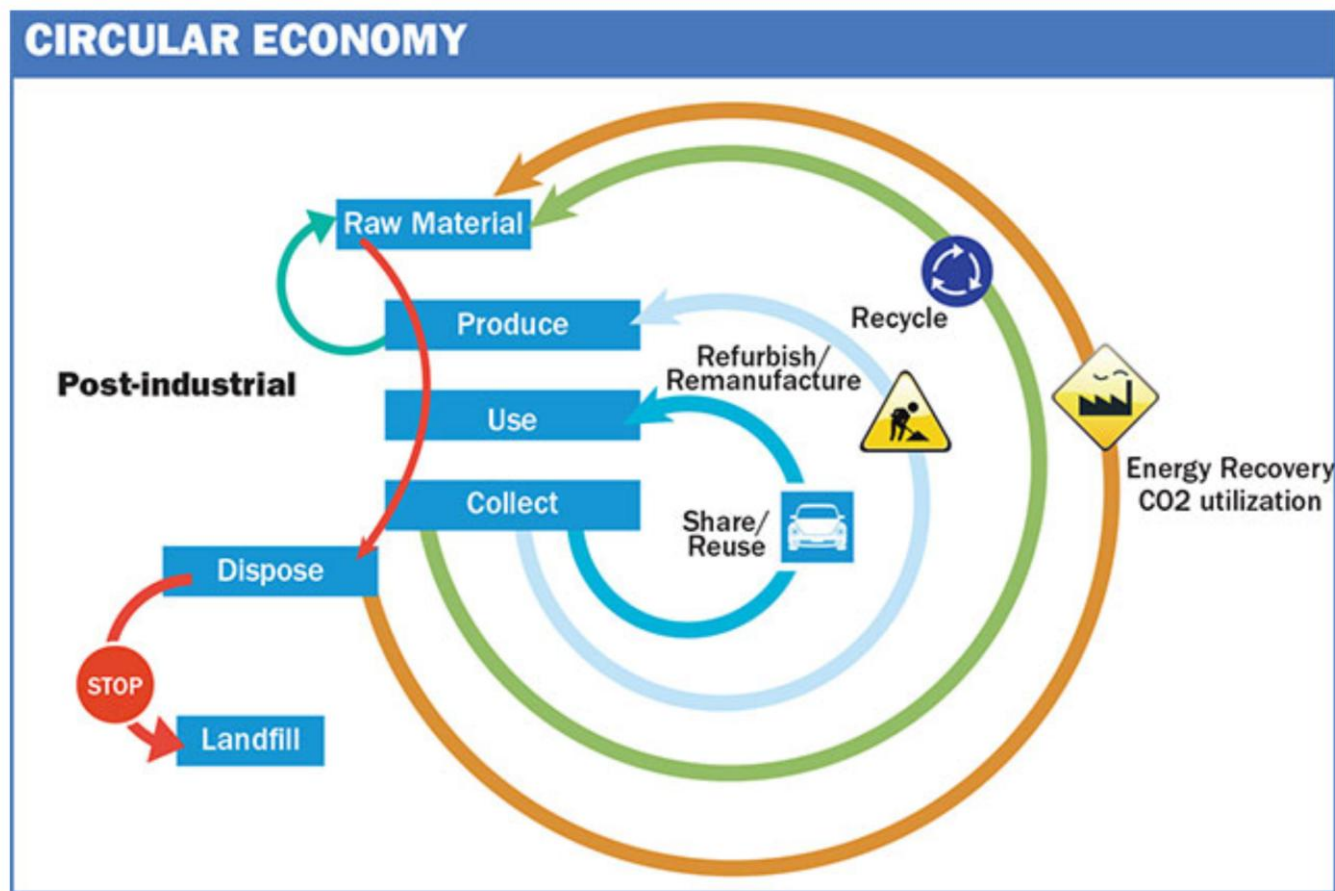 CIRCULAR ECONOMY
Raw Material
Produce
Recycle
Refurbish/
Remanufacture
Post-industrial
Use
Energy Recovery
CO2 utilization
Collect
Share/
Reuse
Dispose
STOP
Landfill